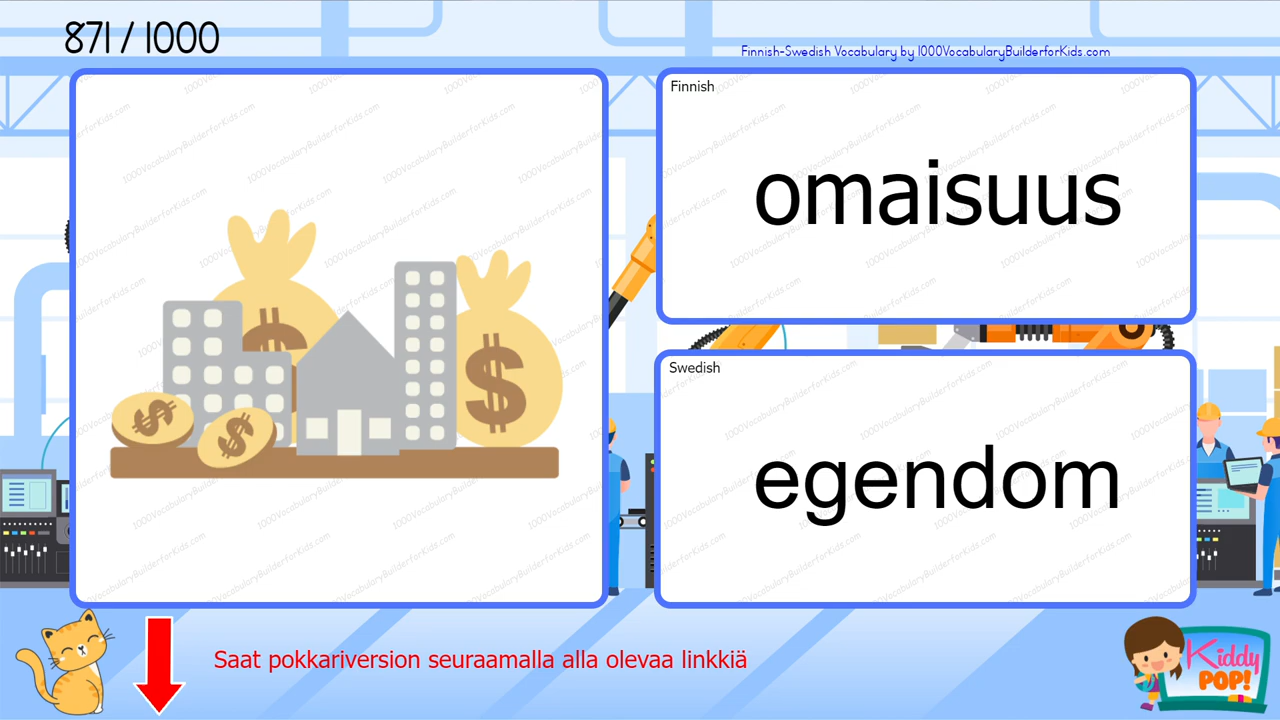 871 / 1000
Finnish-Swedish Vocabulary by 1000VocabularyBuilderforKids.com
Finnish
omaisuus
Swedish
egendom
Saat pokkariversion seuraamalla alla olevaa linkkiä
Kiddy
POP!